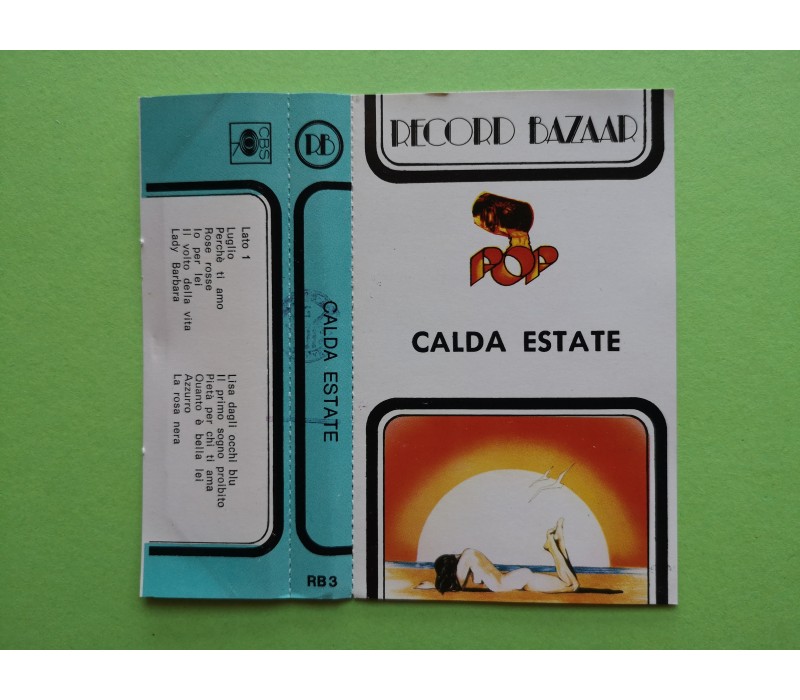 RECORD BAZAAR
POP
CALDA ESTATE
CBS
RB
CALDA ESTATE
RB 3
Lato 1
Luglio
Perchè ti amo
Rose rosse
Io per lei
Il volto della vita
Lady Barbara
Lisa dagli occhi blu
Il primo sogno proibito
Pietà per chi ti ama
Quanto è bella lei
Azzurro
La rosa nera